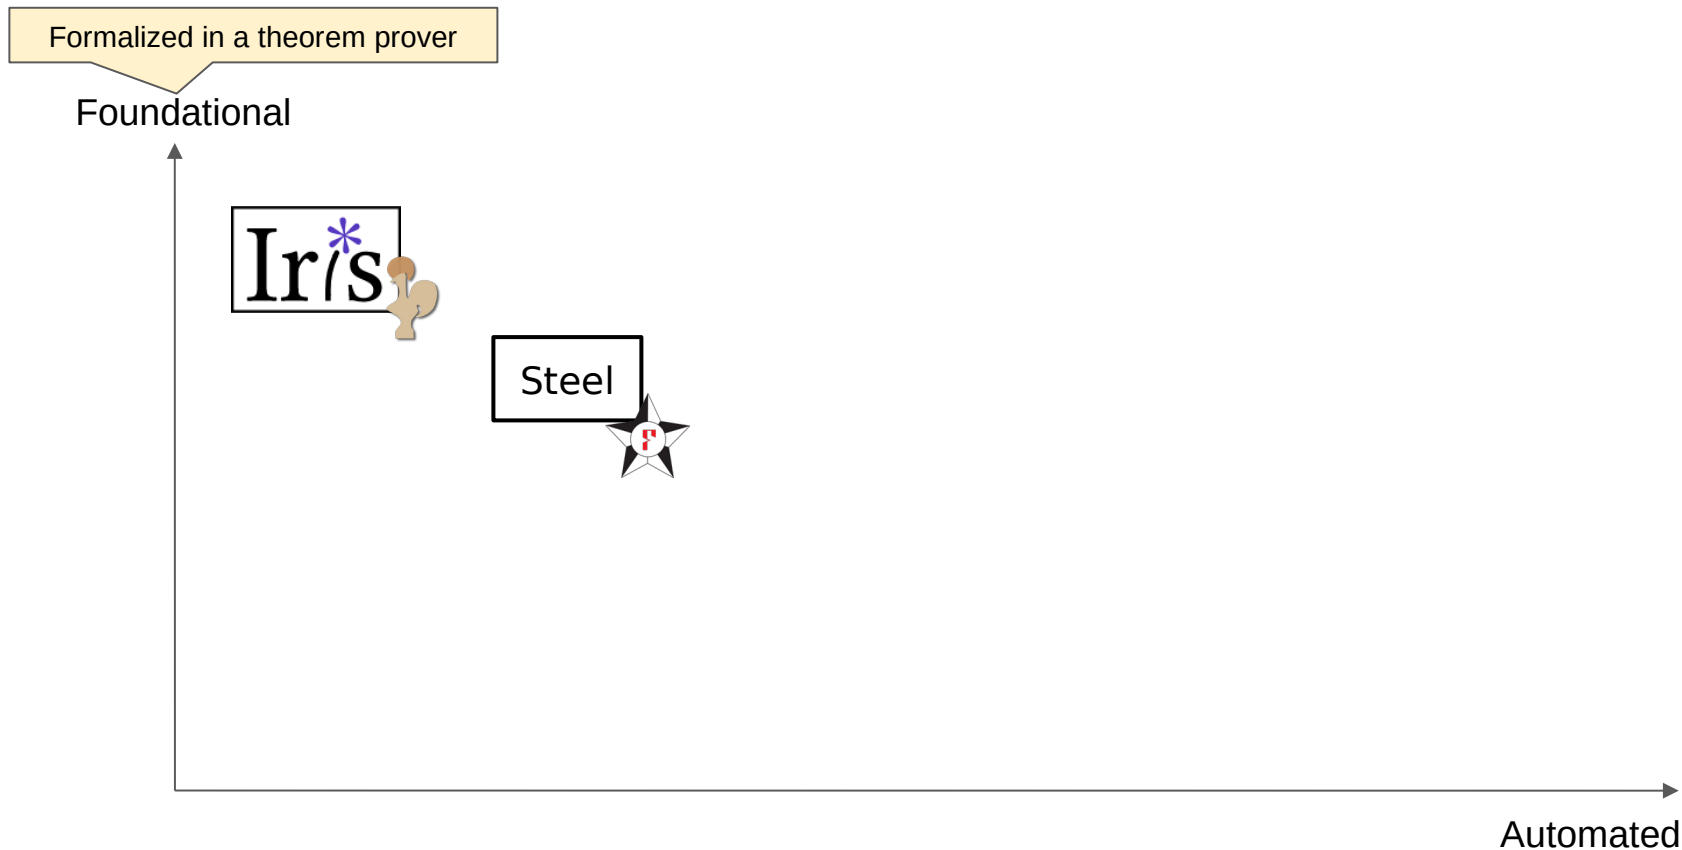 Formalized in a theorem prover
Foundational
Iris
Steel
F
Automated